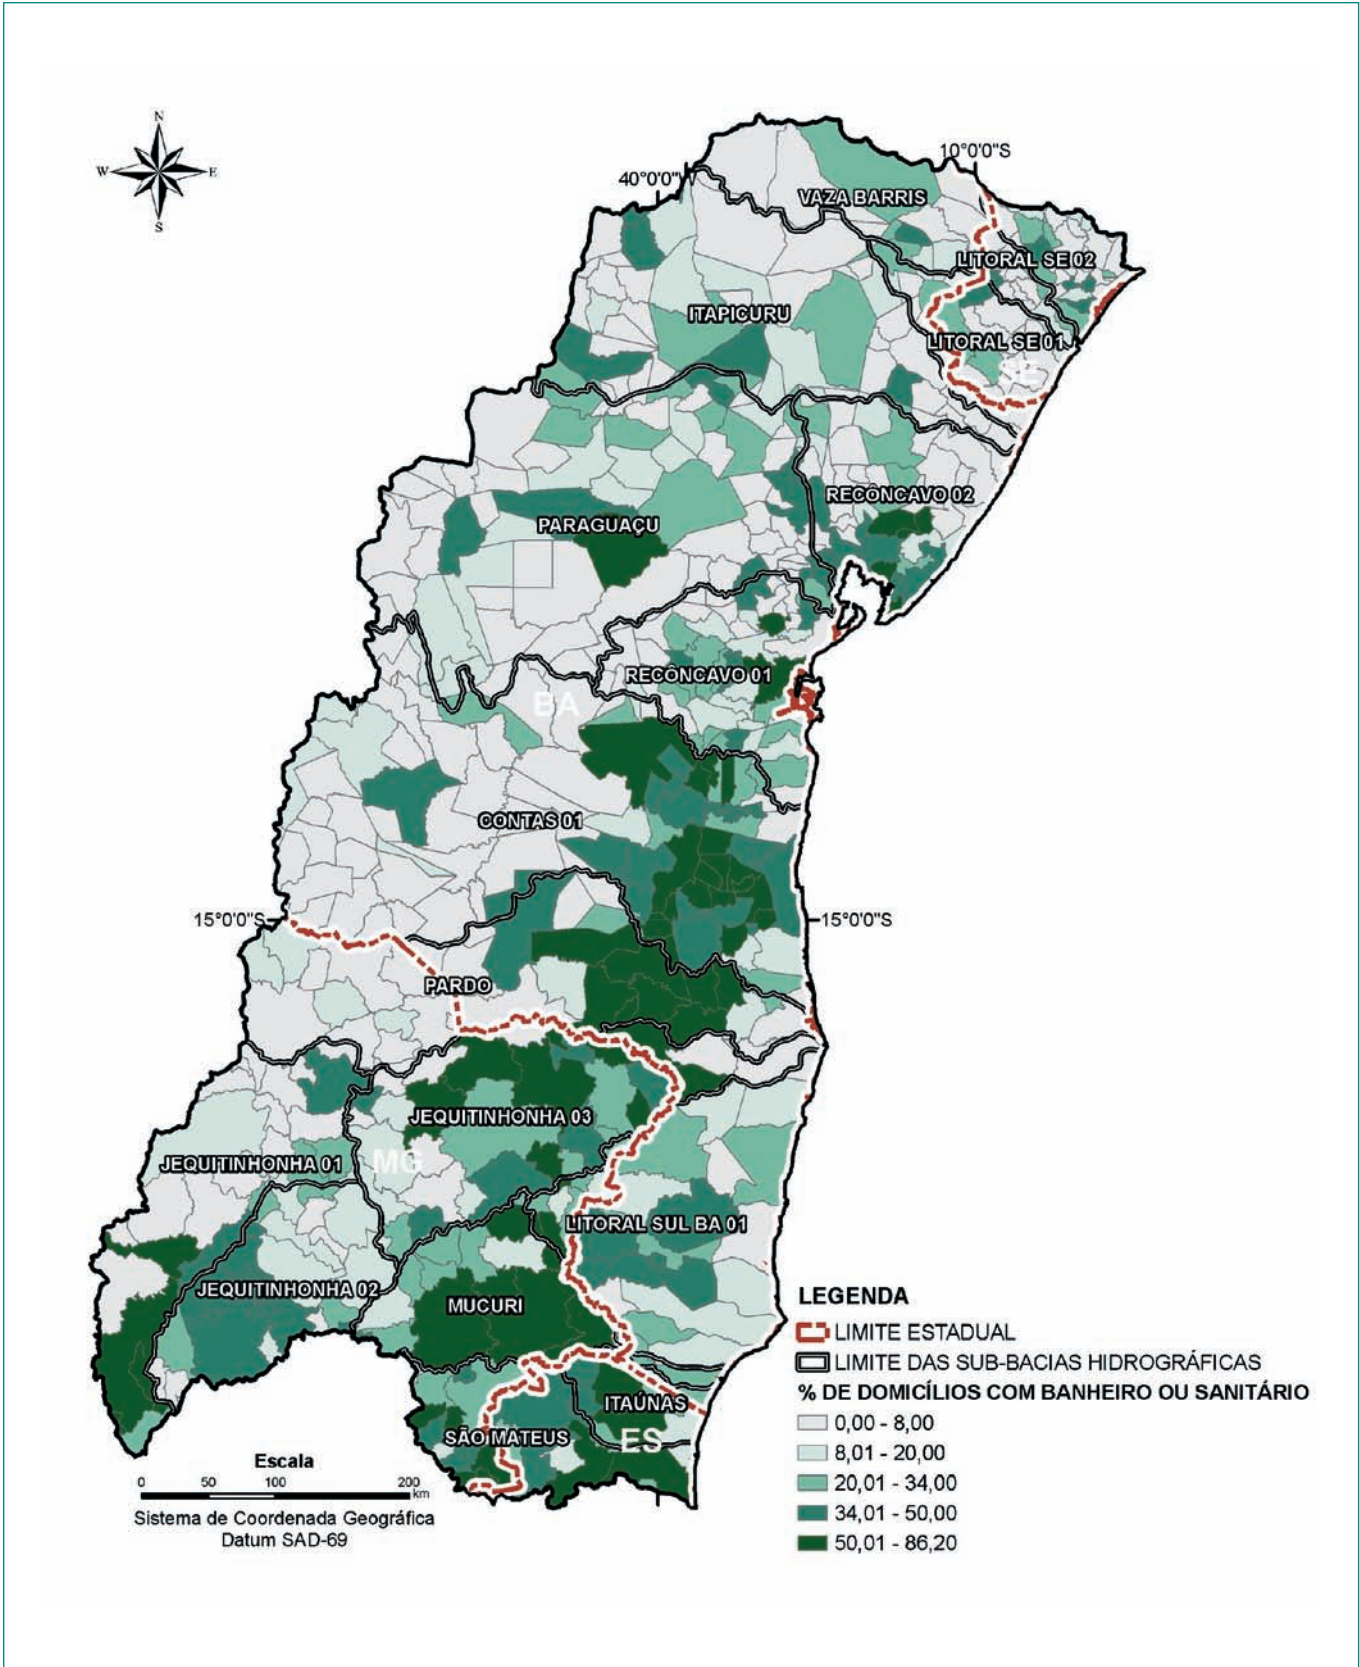 N
W E
S
10°0'0"S
40°0'0"W
VAZA BARRIS
LITORAL SE 02
ITAPICURU
LITORAL SE 01
SE
RECÔNCAVO 02
PARAGUAÇU
RECÔNCAVO 01
BA
CONTAS 01
15°0'0"S
15°0'0"S
PARDO
JEQUITINHONHA 03
MG
JEQUITINHONHA 01
LITORAL SUL BA 01
JEQUITINHONHA 02
MUCURI
ITAÚNAS
SÃO MATEUS
ES
LEGENDA
LIMITE ESTADUAL
LIMITE DAS SUB-BACIAS HIDROGRÁFICAS
% DE DOMICÍLIOS COM BANHEIRO OU SANITÁRIO
0,00 - 8,00
8,01 - 20,00
20,01 - 34,00
34,01 - 50,00
50,01 - 86,20
Escala
0 50 100 200
km
Sistema de Coordenada Geográfica
Datum SAD-69